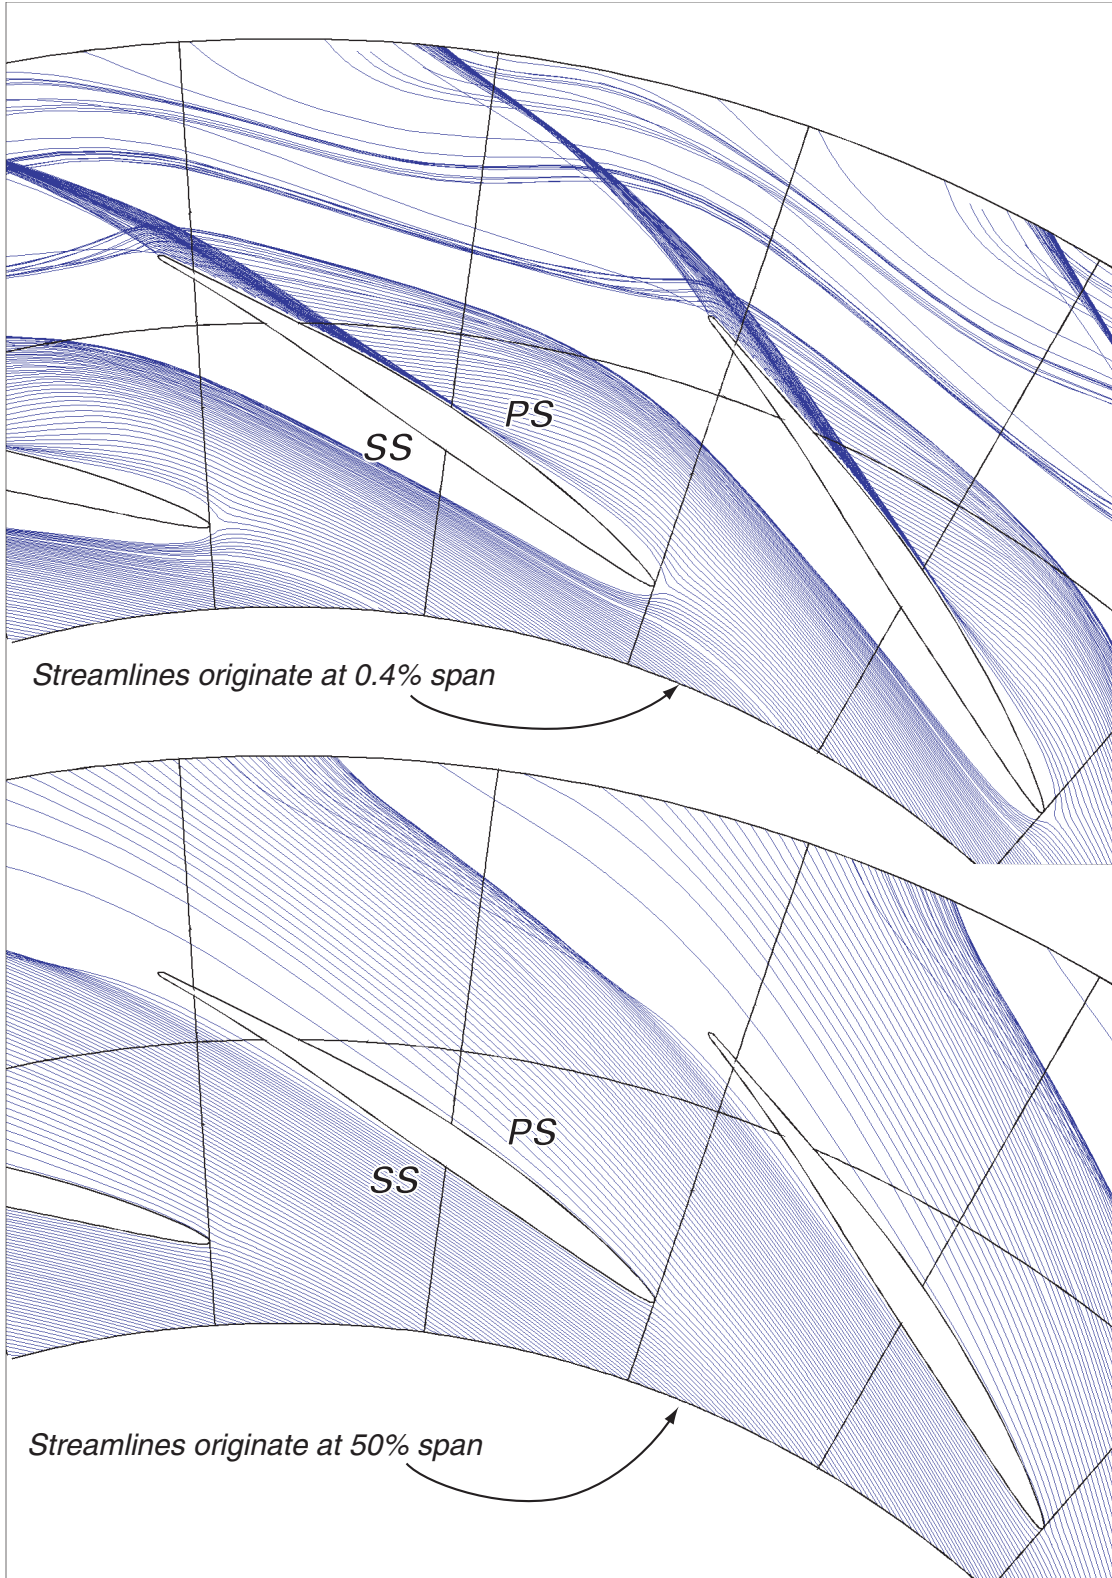 PS
SS
Streamlines originate at 0.4% span
PS
SS
Streamlines originate at 50% span